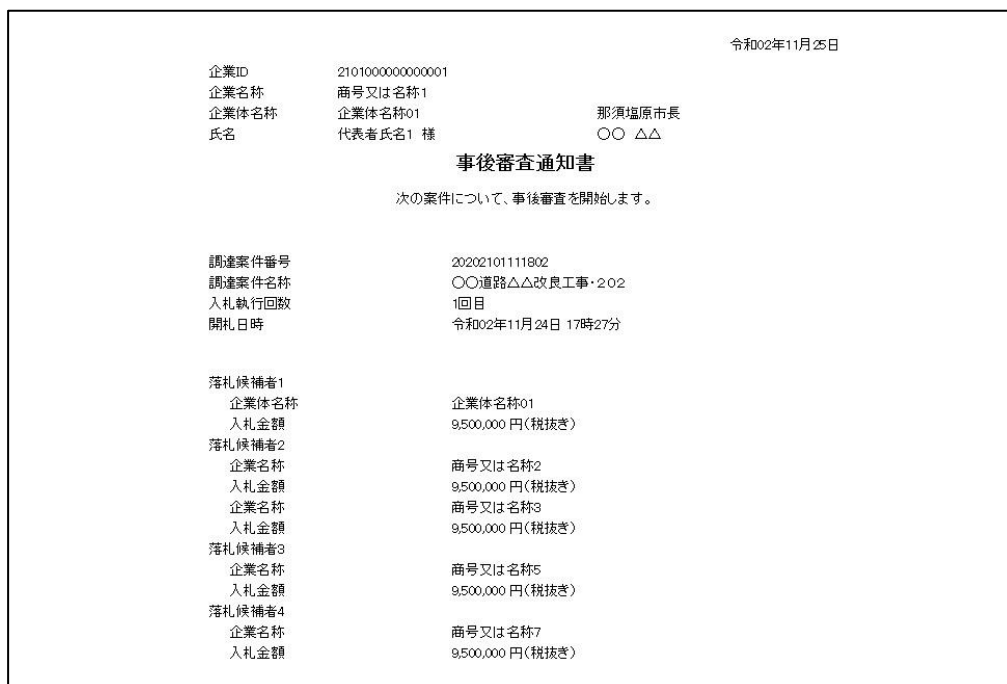 令和02年11月25日
企業ID 2101000000000001
企業名称 商号又は名称1
企業体名称 企業体名称01 那須塩原市長
氏名 代表者氏名1 様 〇〇 △△
事後審査通知書
次の案件について、事後審査を開始します。
調達案件番号 20202101111802
調達案件名称 〇〇道路△△改良工事・202
入札執行回数 1回目
開札日時 令和02年11月24日 17時27分
落札候補者1
企業体名称 企業体名称01
入札金額 9,500,000 円(税抜き)
落札候補者2
企業名称 商号又は名称2
入札金額 9,500,000 円(税抜き)
企業名称 商号又は名称3
入札金額 9,500,000 円(税抜き)
落札候補者3
企業名称 商号又は名称5
入札金額 9,500,000 円(税抜き)
落札候補者4
企業名称 商号又は名称7
入札金額 9,500,000 円(税抜き)